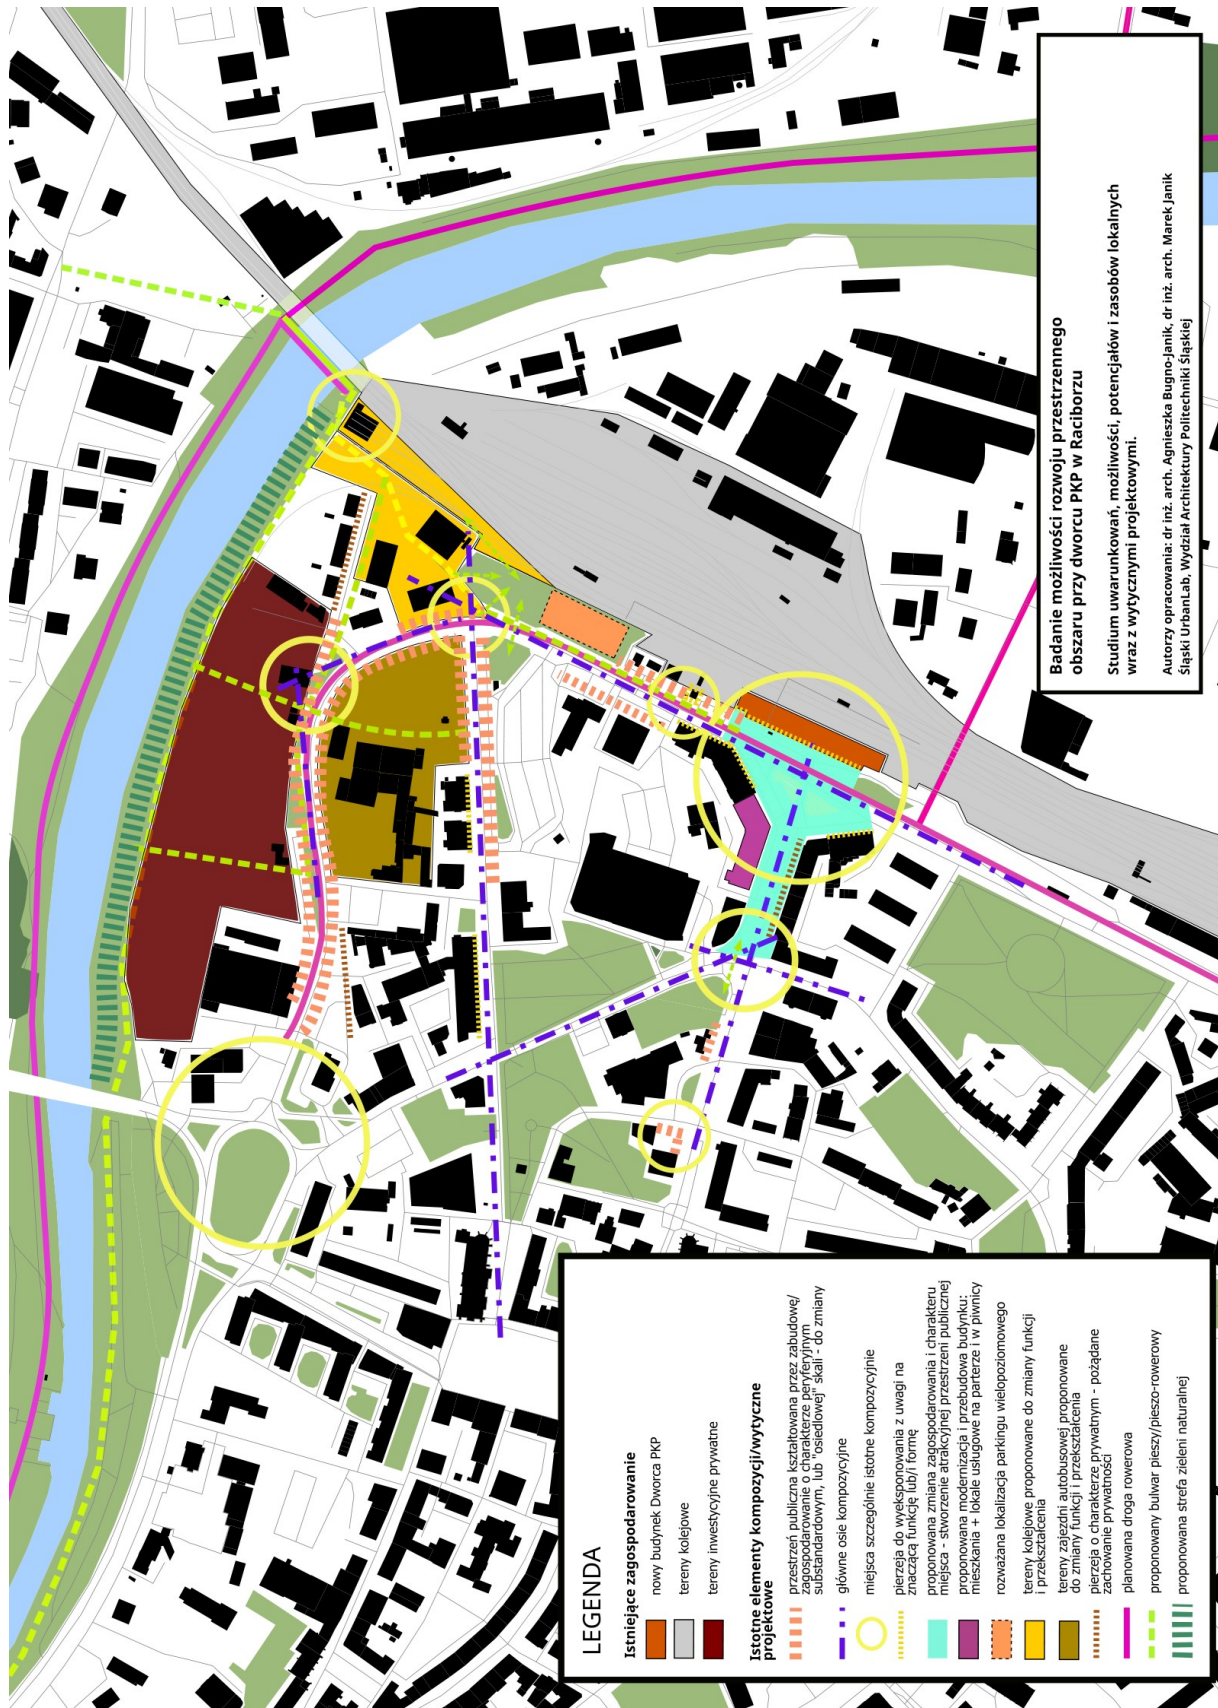 Badanie możliwości rozwoju przestrzennego
obszaru przy dworcu PKP w Raciborzu
Studium uwarunkowań, możliwości, potencjałów i zasobów lokalnych
wraz z wytycznymi projektowymi.
Autorzy opracowania: dr inż. arch. Agnieszka Bugno-Janik, dr inż. arch. Marek Janik
Śląski UrbanLab, Wydział Architektury Politechniki Śląskiej
LEGENDA
Istniejące zagospodarowanie
nowy budynek Dworca PKP
tereny kolejowe
tereny inwestycyjne prywatne
Istotne elementy kompozycji/wytyczne
projektowe
przestrzeń publiczna kształtowana przez zabudowę/
zagospodarowanie o charakterze peryferyjnym
substandardowym, lub "osiedlowej" skali - do zmiany
główne osie kompozycyjne
miejsca szczególnie istotne kompozycyjnie
pierzeja do wyeksponowania z uwagi na
znaczącą funkcję lub/i formę
proponowana zmiana zagospodarowania i charakteru
miejsca - stworzenie atrakcyjnej przestrzeni publicznej
proponowana modernizacja i przebudowa budynku:
mieszkania + lokale usługowe na parterze i w piwnicy
rozważana lokalizacja parkingu wielopoziomowego
tereny kolejowe proponowane do zmiany funkcji
i przekształcenia
tereny zajezdni autobusowej proponowane
do zmiany funkcji i przekształcenia
pierzeja o charakterze prywatnym - pożądane
zachowanie prywatności
planowana droga rowerowa
proponowany bulwar pieszy/pieszo-rowerowy
proponowana strefa zieleni naturalnej